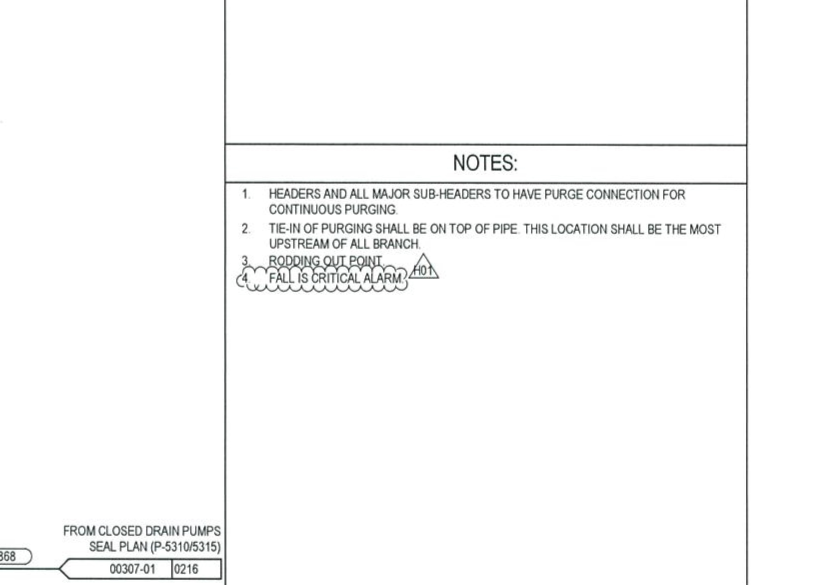 NOTES:
1. HEADERS AND ALL MAJOR SUB-HEADERS TO HAVE PURGE CONNECTION FOR
CONTINUOUS PURGING.
2. TIE-IN OF PURGING SHALL BE ON TOP OF PIPE. THIS LOCATION SHALL BE THE MOST
UPSTREAM OF ALL BRANCH.
3. RODDING OUT POINT.
4. FALL IS CRITICAL ALARM.
H01
FROM CLOSED DRAIN PUMPS
SEAL PLAN (P-5310/5315)
368
00307-01 0216